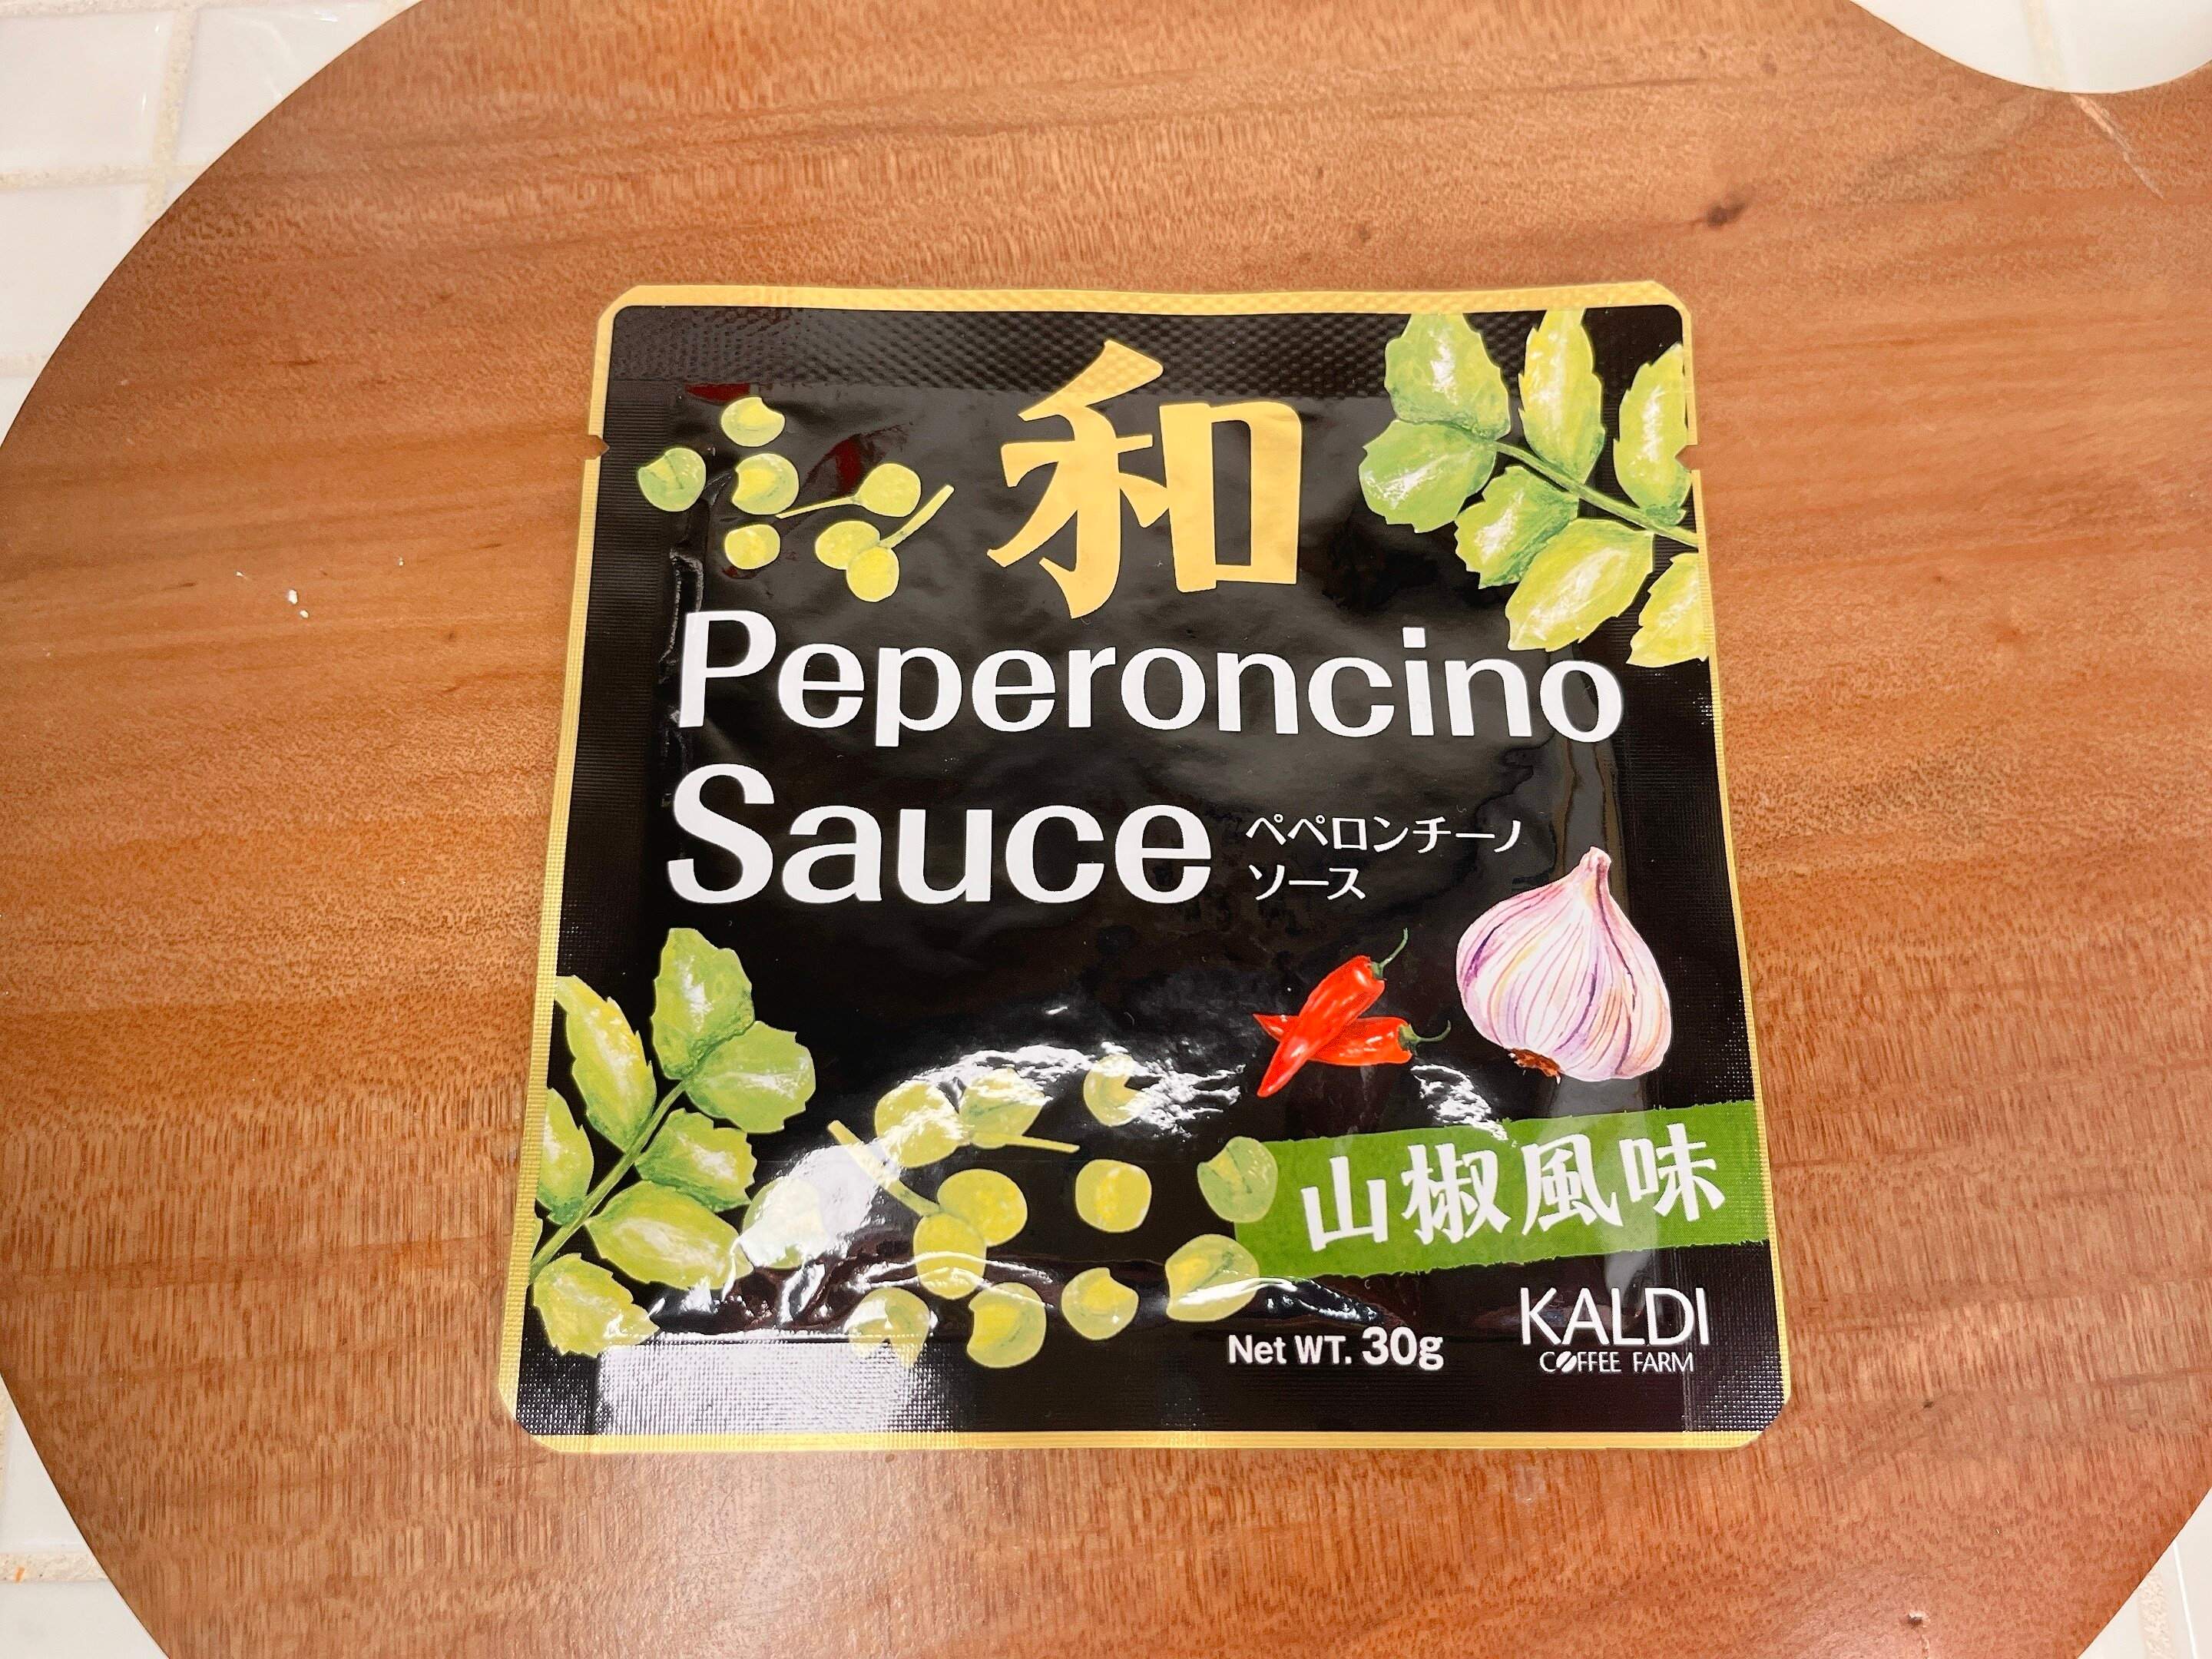 和
Peperoncino
Sauce
ペペロンチーノ
ソース
山椒風味
Net WT. 30g
KALDI
COFFEE FARM